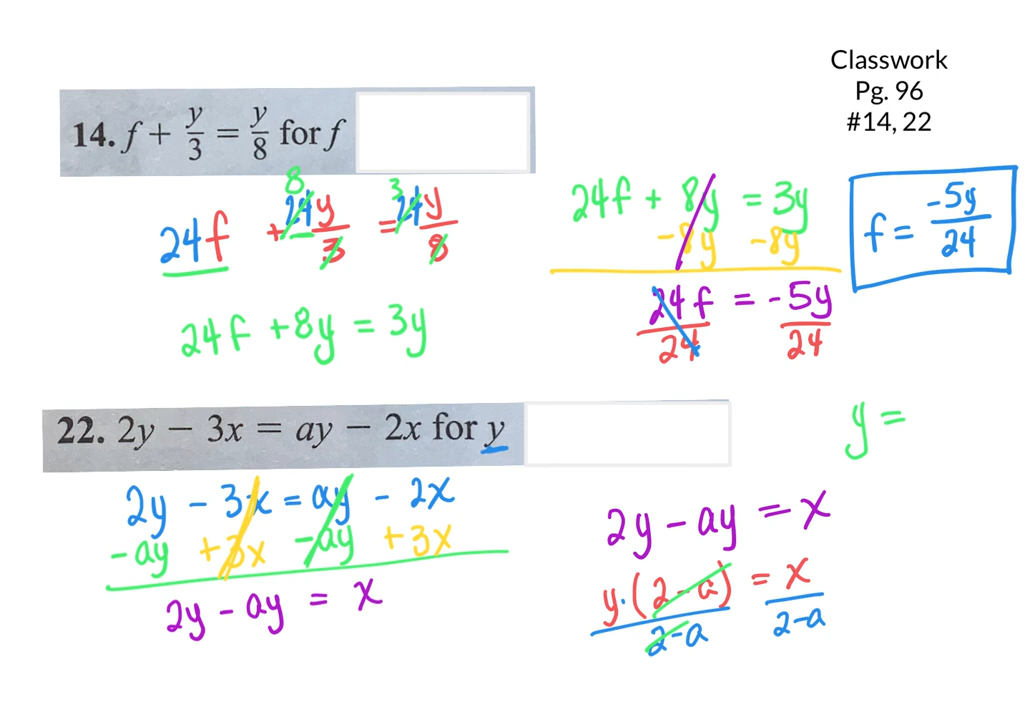 Classwork
Pg. 96
#14, 22
14. f + y/3 = y/8 for f
24f + 8 24y/3 = 3 24y/8
24f + 8y = 3y
24f + 8y = 3y
-8y -8y
24f = -5y
24 24
f = -5y/24
22. 2y − 3x = ay − 2x for y
2y - 3x = ay - 2x
-ay +3x -ay +3x
2y - ay = x
y =
2y - ay = x
y·(2-a) = x
2-a 2-a